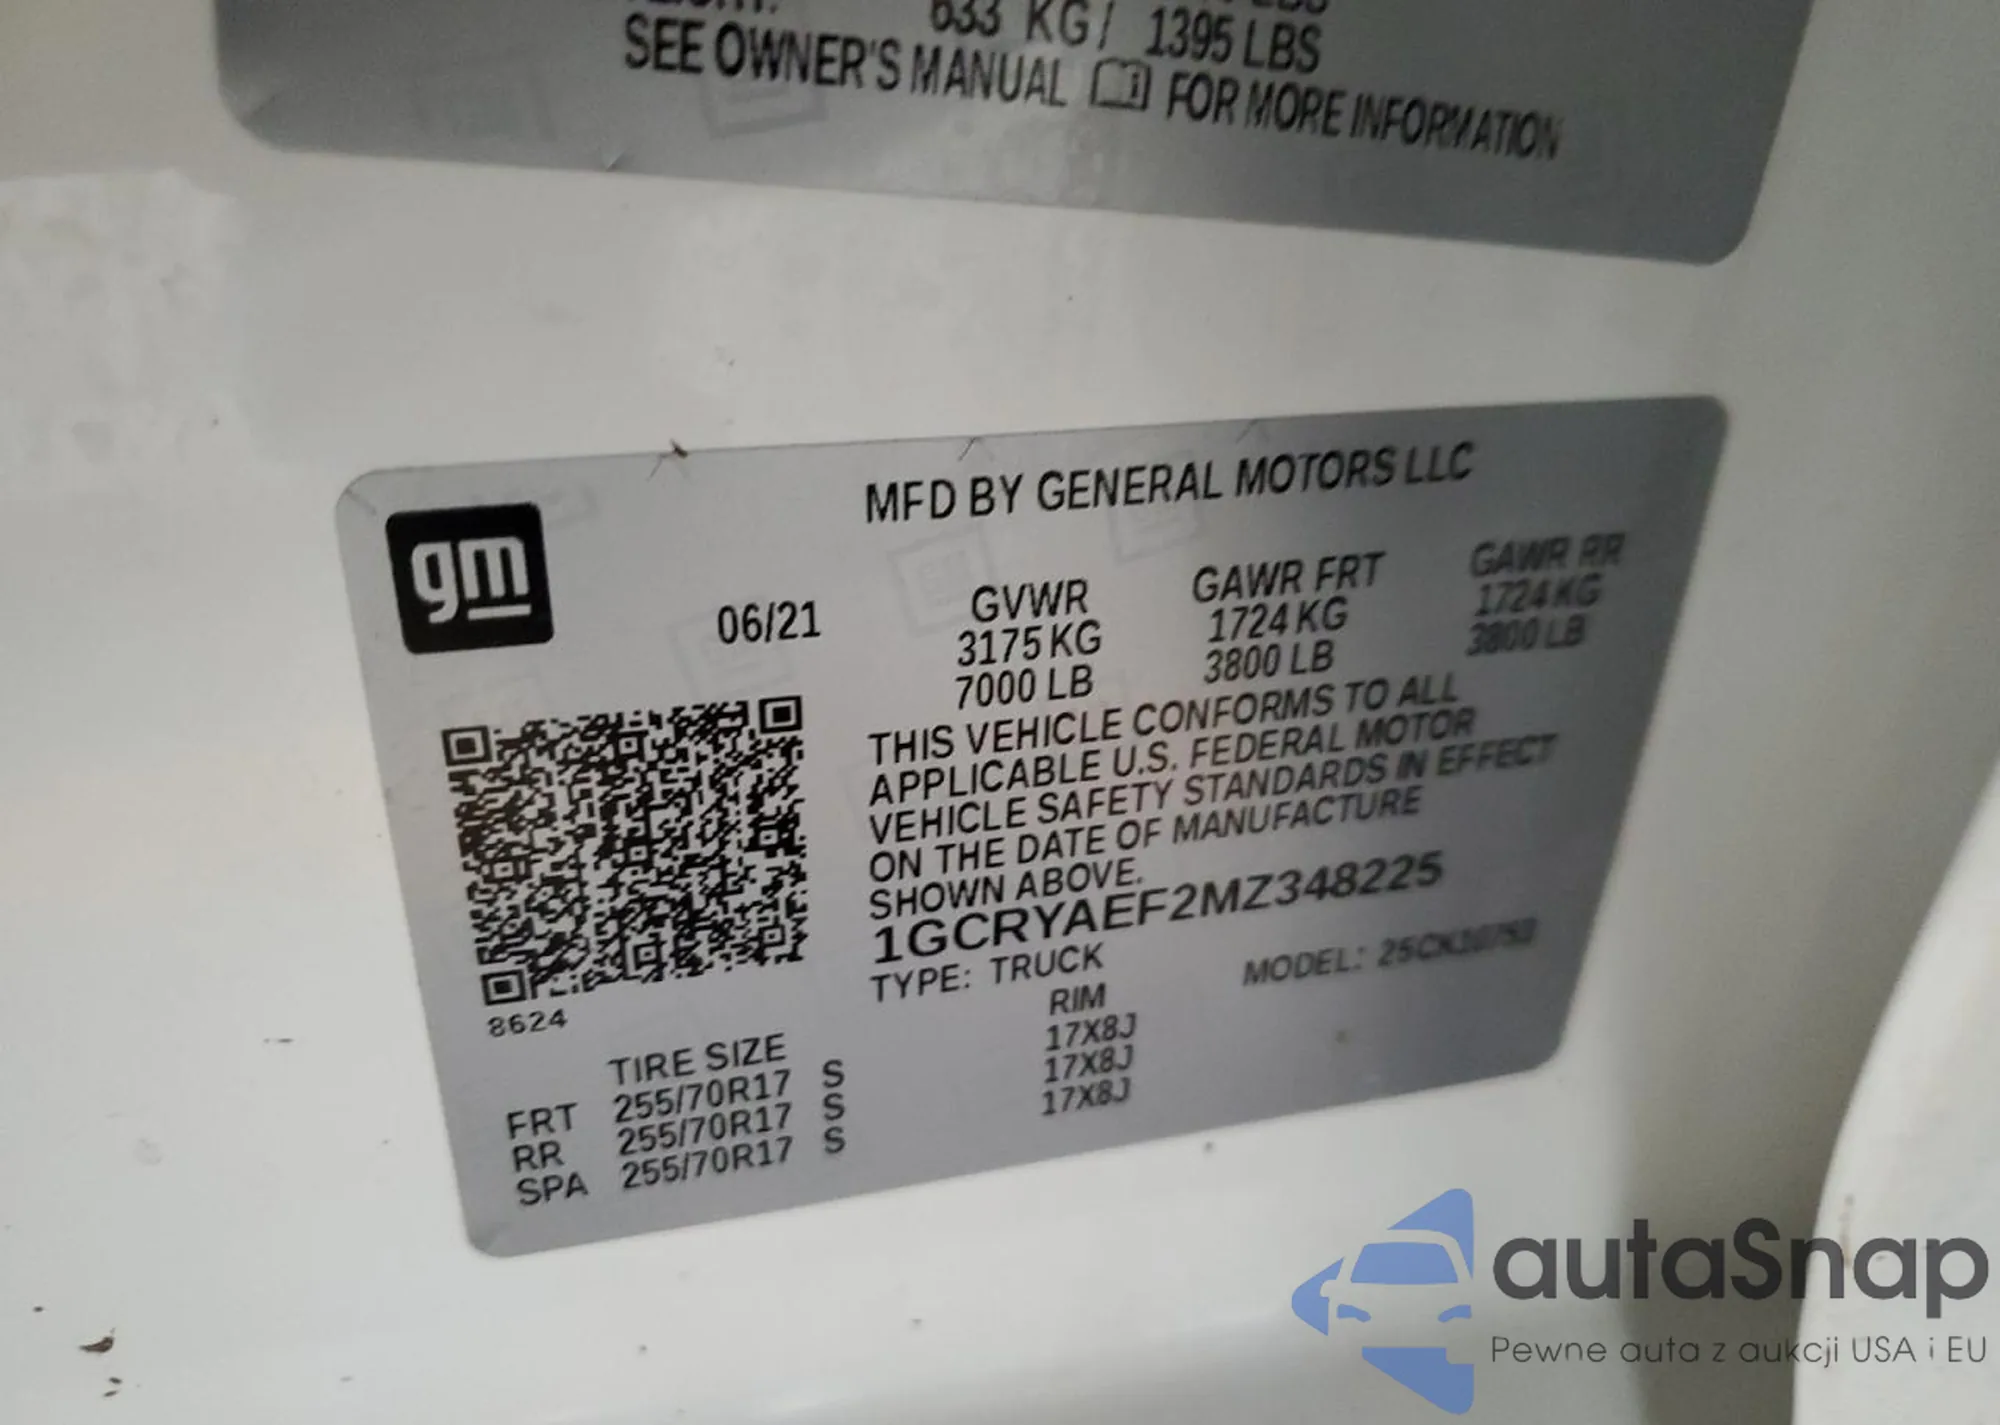 633 KG / 1395 LBS
SEE OWNER'S MANUAL FOR MORE INFORMATION
MFD BY GENERAL MOTORS LLC
gm
06/21
GVWR GAWR FRT GAWR RR
3175 KG 1724 KG 1724 KG
7000 LB 3800 LB 3800 LB
THIS VEHICLE CONFORMS TO ALL
APPLICABLE U.S. FEDERAL MOTOR
VEHICLE SAFETY STANDARDS IN EFFECT
ON THE DATE OF MANUFACTURE
SHOWN ABOVE.
1GCRYAEF2MZ348225
TYPE: TRUCK MODEL:
8624
TIRE SIZE RIM
FRT 255/70R17 S 17X8J
RR 255/70R17 S 17X8J
SPA 255/70R17 S 17X8J
autaSnap
Pewne auta z aukcji USA i EU